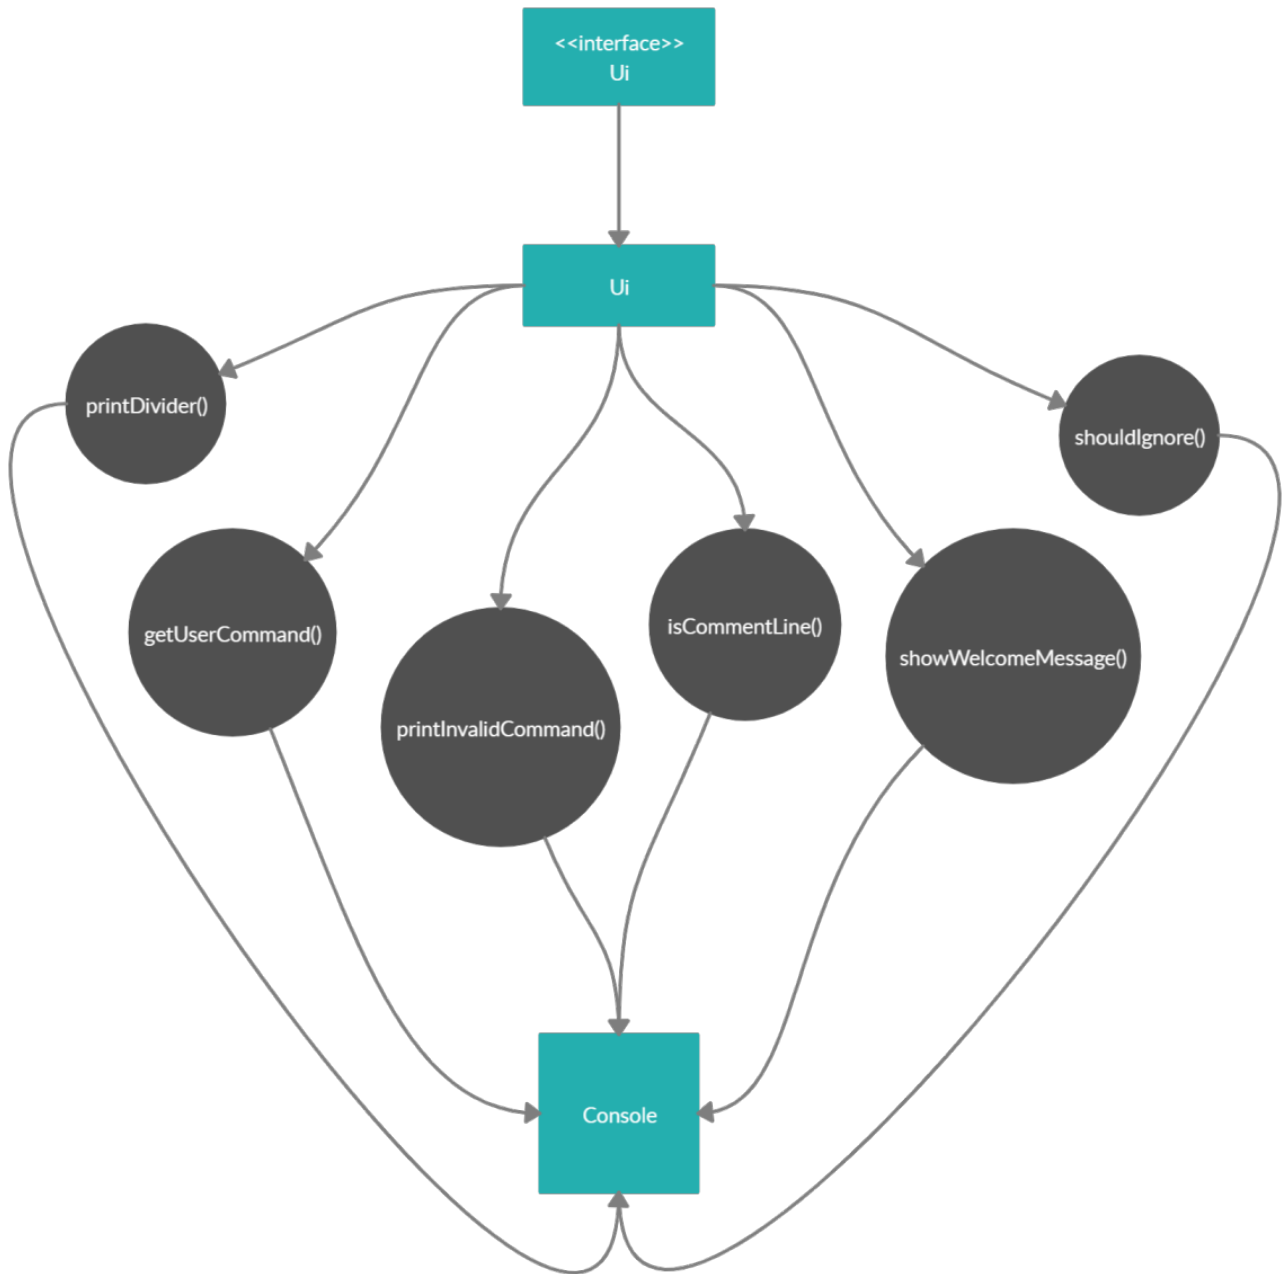 <<interface>>
Ui
Ui
printDivider()
shouldIgnore()
getUserCommand()
isCommentLine()
showWelcomeMessage()
printInvalidCommand()
Console